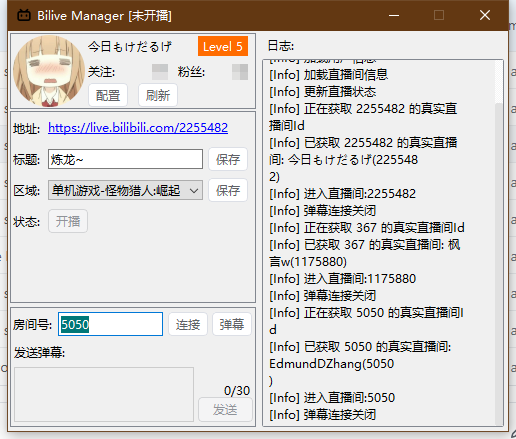 Bilive Manager [未开播]
今日もけだるげ
Level 5
关注:
粉丝:
配置
刷新
地址:
https://live.bilibili.com/2255482
标题:
炼龙~
保存
区域:
单机游戏-怪物猎人:崛起
保存
状态:
开播
房间号:
5050
连接
弹幕
发送弹幕:
0/30
发送
日志:
[Info] 加载用户信息
[Info] 加载直播间信息
[Info] 更新直播状态
[Info] 正在获取 2255482 的真实直
播间Id
[Info] 已获取 2255482 的真实直播
间: 今日もけだるげ(225548
2)
[Info] 进入直播间:2255482
[Info] 弹幕连接关闭
[Info] 正在获取 367 的真实直播间Id
[Info] 已获取 367 的真实直播间: 枫
言w(1175880)
[Info] 进入直播间:1175880
[Info] 弹幕连接关闭
[Info] 正在获取 5050 的真实直播间I
d
[Info] 已获取 5050 的真实直播间:
EdmundDZhang(5050
)
[Info] 进入直播间:5050
[Info] 弹幕连接关闭